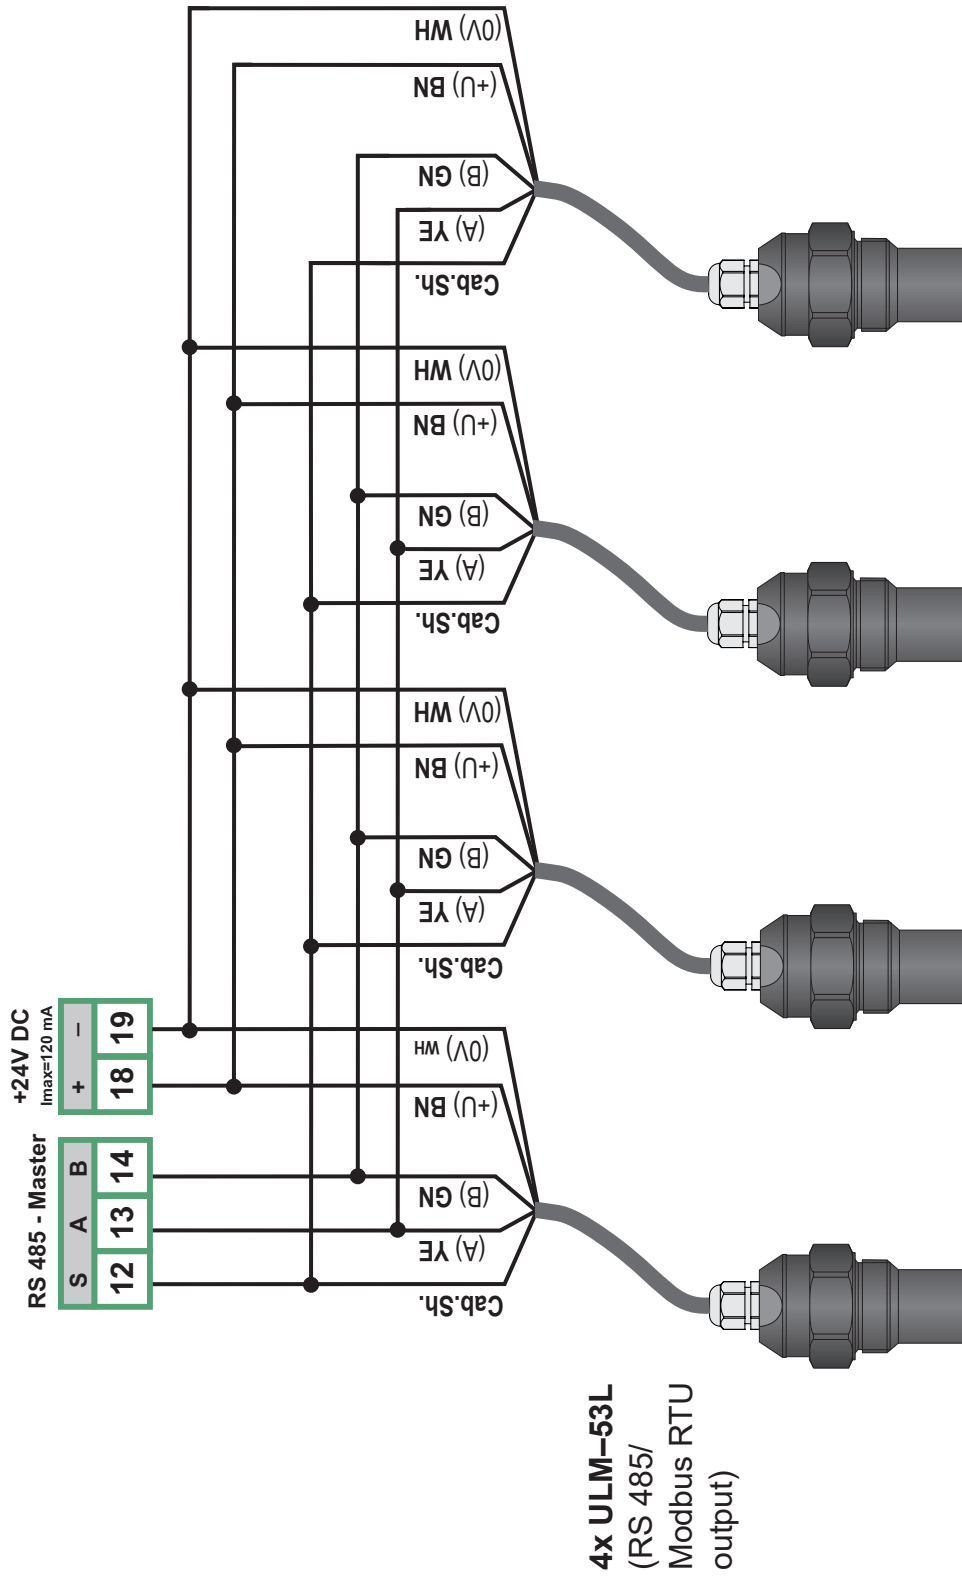 +24V DC
Imax=120 mA
+ –
18 19
RS 485 - Master
S A B
12 13 14
Cab.Sh.
(A) YE
(B) GN
(+U) BN
(0V) WH
Cab.Sh.
(A) YE
(B) GN
(+U) BN
(0V) WH
Cab.Sh.
(A) YE
(B) GN
(+U) BN
(0V) WH
Cab.Sh.
(A) YE
(B) GN
(+U) BN
(0V) WH
4x ULM–53L
(RS 485/
Modbus RTU
output)